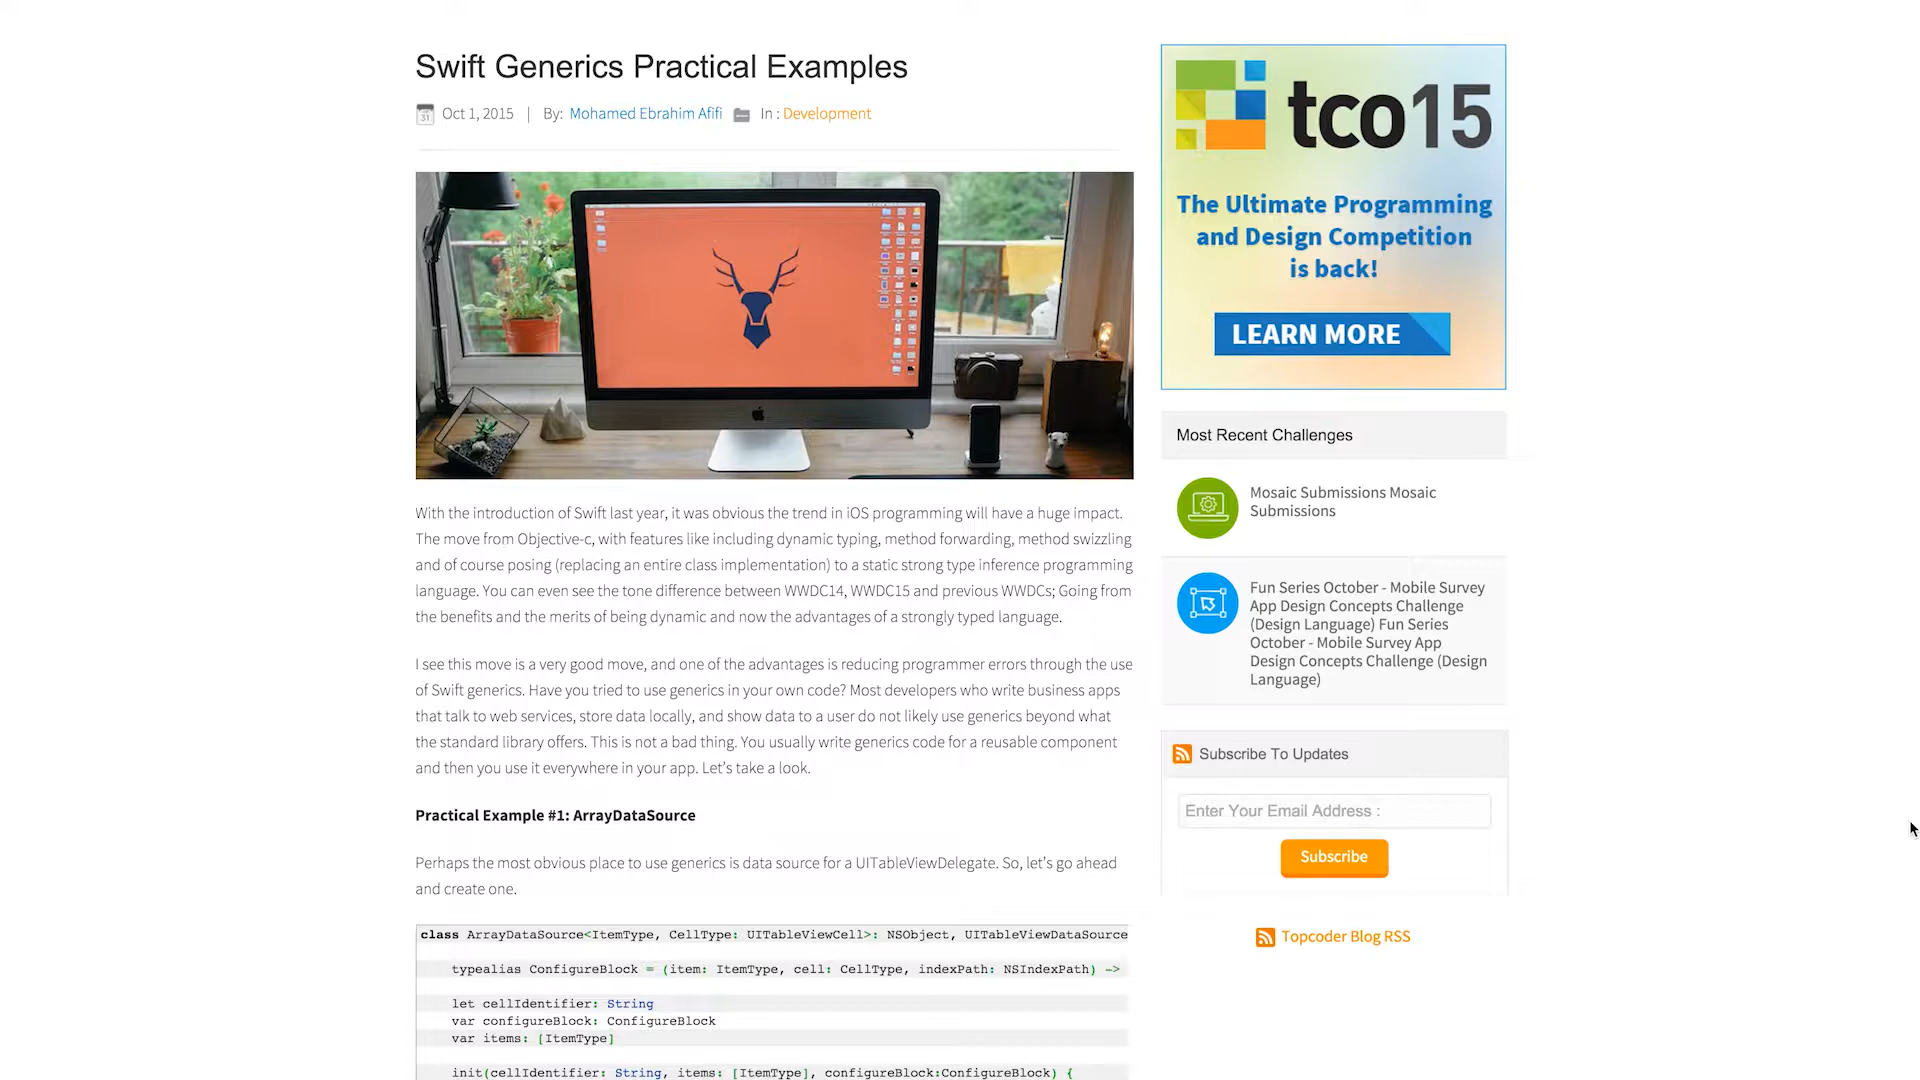 Swift Generics Practical Examples
31 Oct 1, 2015 | By: Mohamed Ebrahim Afifi In : Development
With the introduction of Swift last year, it was obvious the trend in iOS programming will have a huge impact.
The move from Objective-c, with features like including dynamic typing, method forwarding, method swizzling
and of course posing (replacing an entire class implementation) to a static strong type inference programming
language. You can even see the tone difference between WWDC14, WWDC15 and previous WWDCs; Going from
the benefits and the merits of being dynamic and now the advantages of a strongly typed language.
I see this move is a very good move, and one of the advantages is reducing programmer errors through the use
of Swift generics. Have you tried to use generics in your own code? Most developers who write business apps
that talk to web services, store data locally, and show data to a user do not likely use generics beyond what
the standard library offers. This is not a bad thing. You usually write generics code for a reusable component
and then you use it everywhere in your app. Let’s take a look.
Practical Example #1: ArrayDataSource
Perhaps the most obvious place to use generics is data source for a UITableViewDelegate. So, let’s go ahead
and create one.
class ArrayDataSource<ItemType, CellType: UITableViewCell>: NSObject, UITableViewDataSource
typealias ConfigureBlock = (item: ItemType, cell: CellType, indexPath: NSIndexPath) ->
let cellIdentifier: String
var configureBlock: ConfigureBlock
var items: [ItemType]
init(cellIdentifier: String, items: [ItemType], configureBlock:ConfigureBlock) {
tco15
The Ultimate Programming
and Design Competition
is back!
LEARN MORE
Most Recent Challenges
Mosaic Submissions Mosaic
Submissions
Fun Series October - Mobile Survey
App Design Concepts Challenge
(Design Language) Fun Series
October - Mobile Survey App
Design Concepts Challenge (Design
Language)
Subscribe To Updates
Enter Your Email Address :
Subscribe
Topcoder Blog RSS